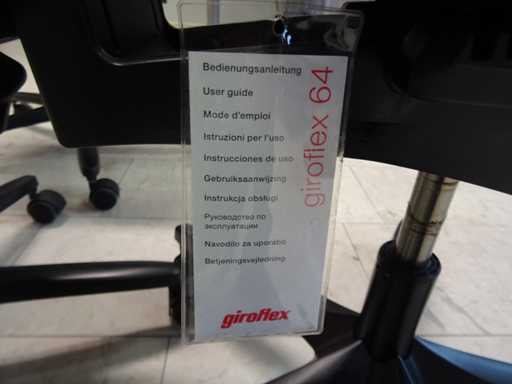 Bedienungsanleitung
User guide
Mode d'emploi
Istruzioni per l'uso
Instrucciones de uso
Gebruiksaanwijzing
Instrukcja obsługi
Руководство по
эксплуатации
Navodilo za uporabo
Betjeningsvejledning
giroflex 64
giroflex